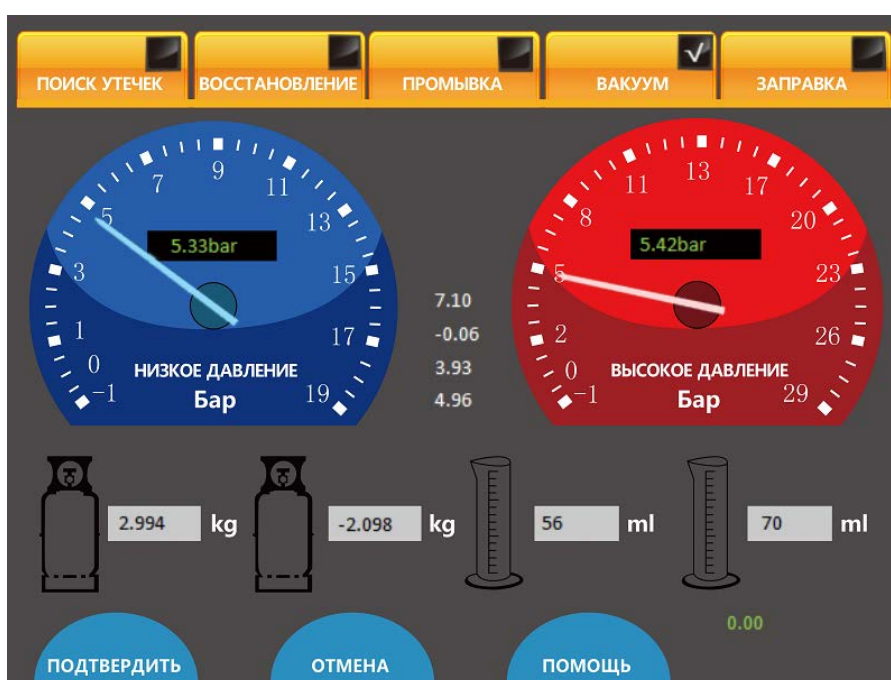 ПОИСК УТЕЧЕК ВОССТАНОВЛЕНИЕ ПРОМЫВКА ВАКУУМ ЗАПРАВКА
-1 0 1 3 5 7 9 11 13 15 17 19
5.33bar
НИЗКОЕ ДАВЛЕНИЕ
Бар
7.10
-0.06
3.93
4.96
-1 0 2 5 8 11 13 17 20 23 26 29
5.42bar
ВЫСОКОЕ ДАВЛЕНИЕ
Бар
2.994 kg -2.098 kg 56 ml 70 ml
0.00
ПОДТВЕРДИТЬ ОТМЕНА ПОМОЩЬ